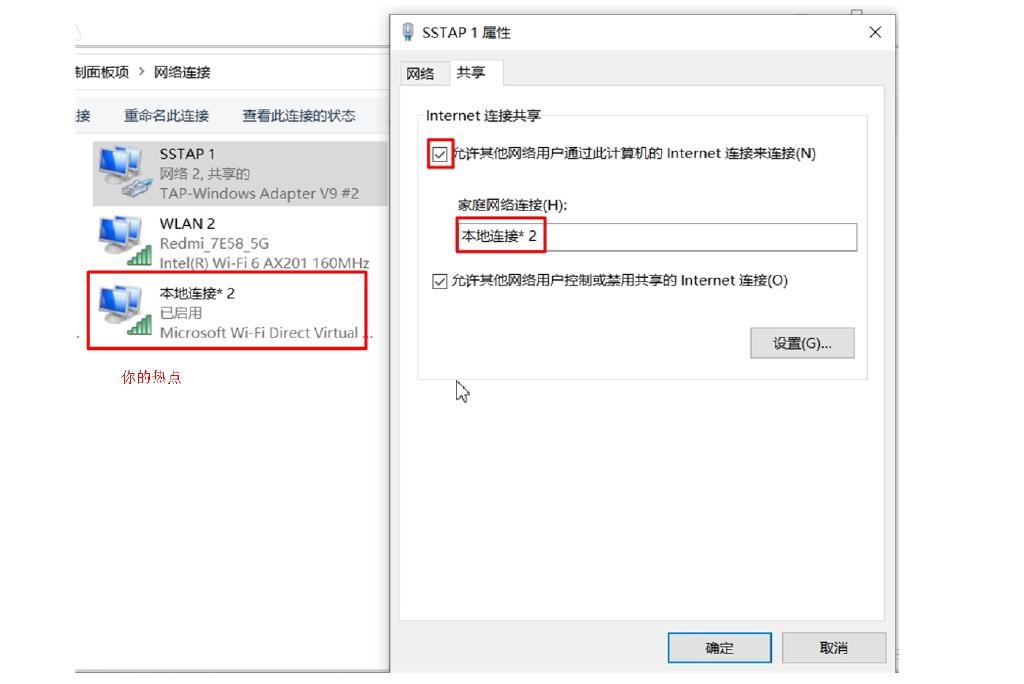 SSTAP 1 属性
制面板项 › 网络连接
网络
共享
接
重命名此连接
查看此连接的状态
Internet 连接共享
SSTAP 1
网络 2, 共享的
TAP-Windows Adapter V9 #2
允许其他网络用户通过此计算机的 Internet 连接来连接(N)
WLAN 2
Redmi_7E58_5G
Intel(R) Wi-Fi 6 AX201 160MHz
家庭网络连接(H):
本地连接* 2
本地连接* 2
已启用
Microsoft Wi-Fi Direct Virtual ...
允许其他网络用户控制或禁用共享的 Internet 连接(O)
设置(G)...
你的热点
确定
取消